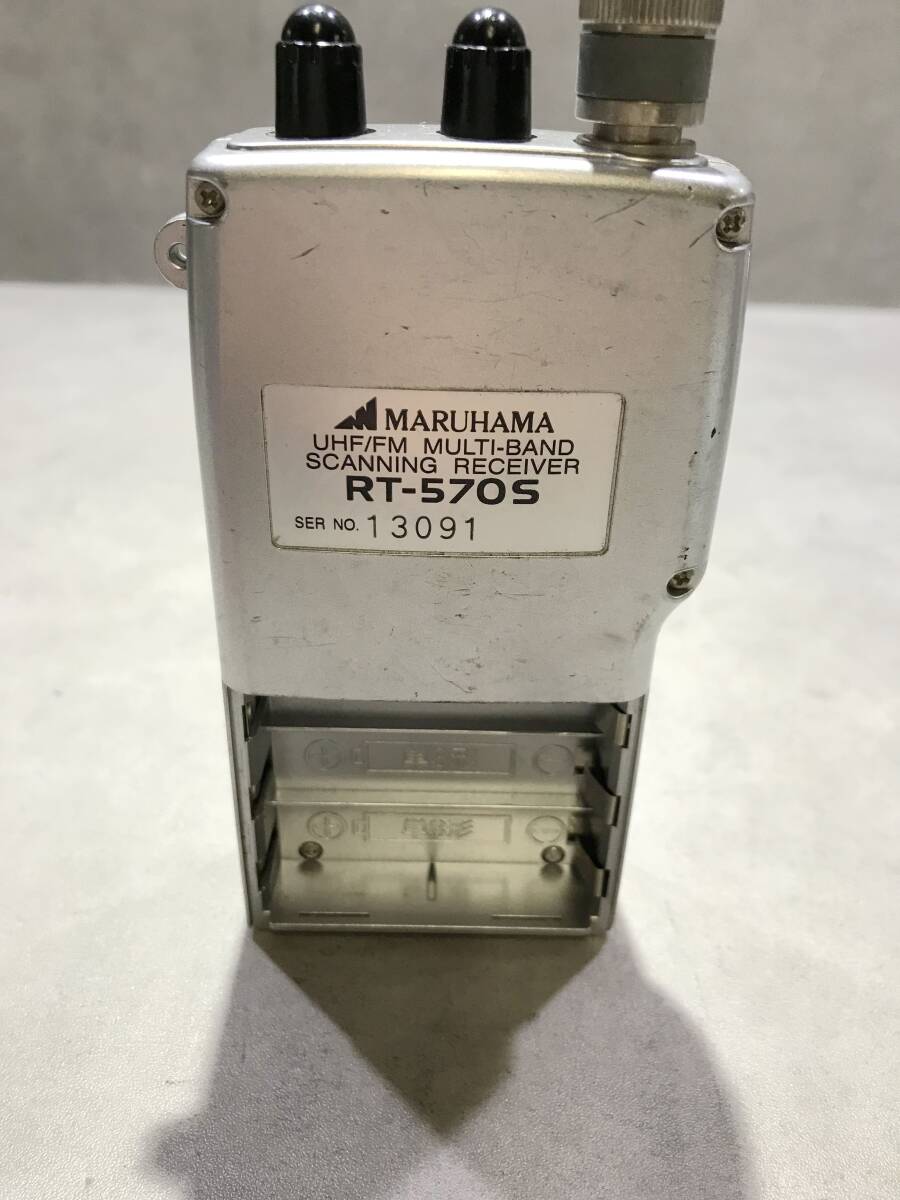 MARUHAMA
UHF/FM MULTI-BAND
SCANNING RECEIVER
RT-570S
SER NO. 13091